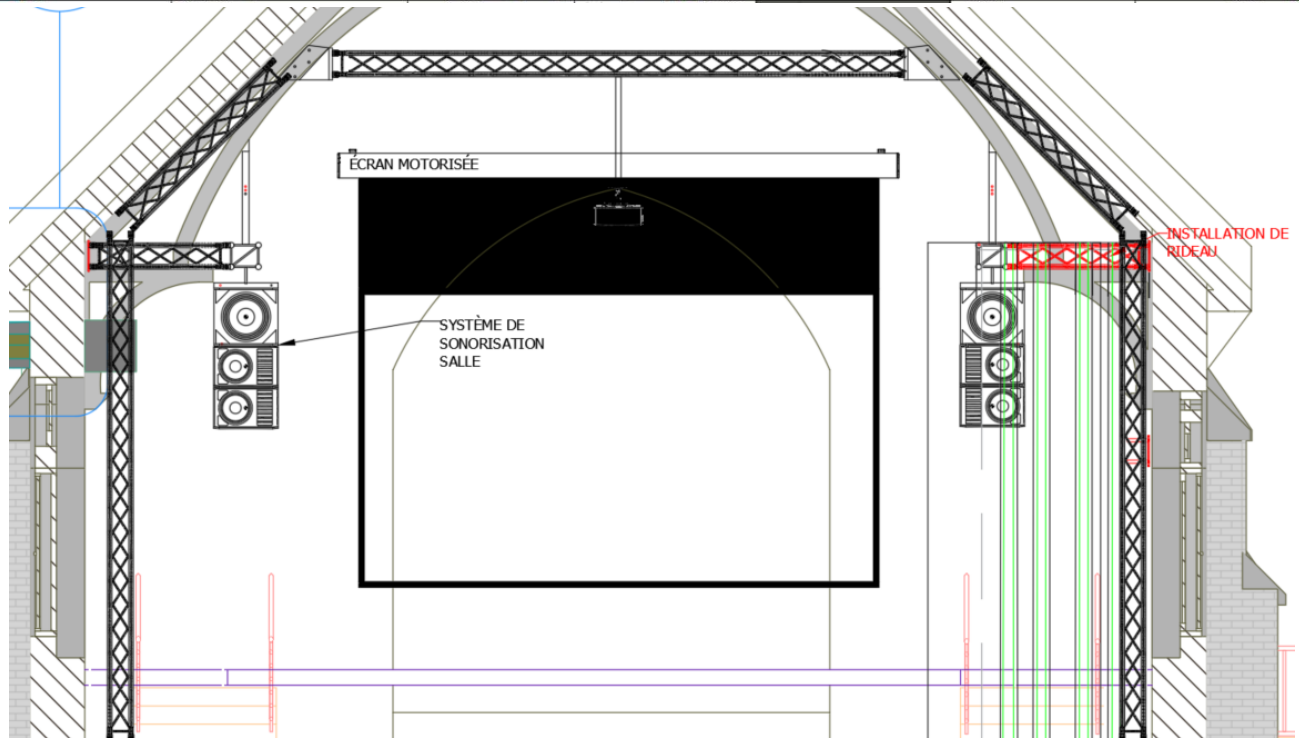 ÉCRAN MOTORISÉE
INSTALLATION DE
RIDEAU
SYSTÈME DE
SONORISATION
SALLE